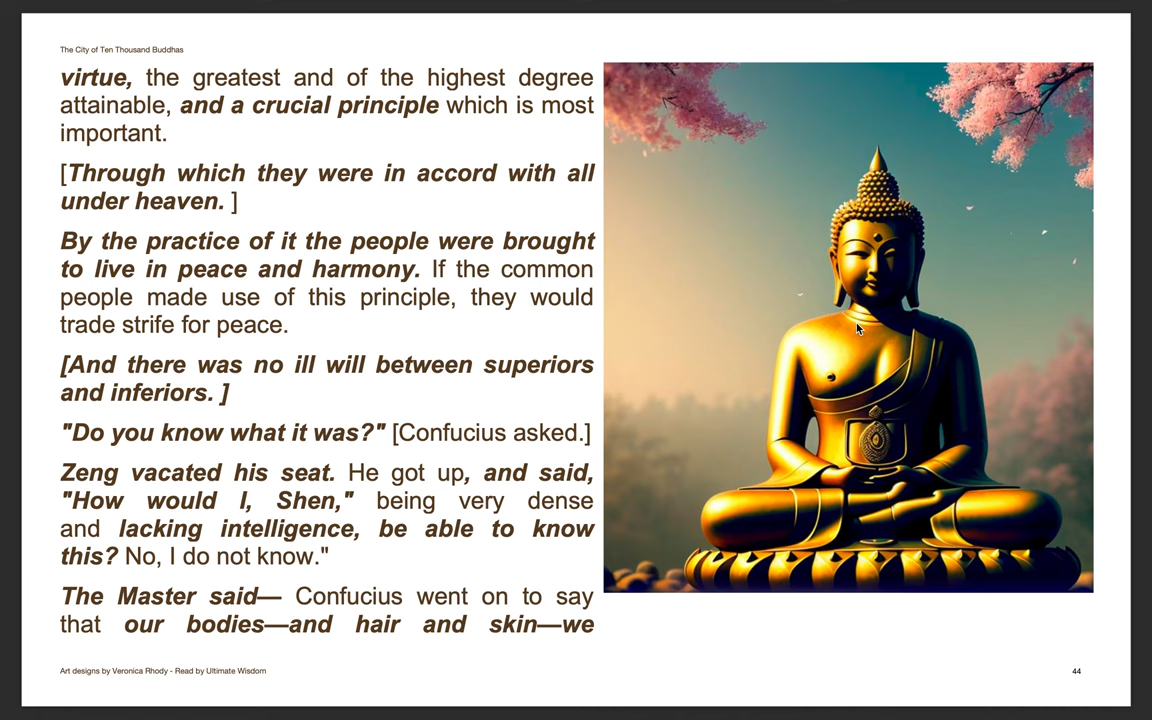 The City of Ten Thousand Buddhas
virtue, the greatest and of the highest degree
attainable, and a crucial principle which is most
important.
[Through which they were in accord with all
under heaven. ]
By the practice of it the people were brought
to live in peace and harmony. If the common
people made use of this principle, they would
trade strife for peace.
[And there was no ill will between superiors
and inferiors. ]
"Do you know what it was?" [Confucius asked.]
Zeng vacated his seat. He got up, and said,
"How would I, Shen," being very dense
and lacking intelligence, be able to know
this? No, I do not know."
The Master said— Confucius went on to say
that our bodies—and hair and skin—we
Art designs by Veronica Rhody - Read by Ultimate Wisdom
44